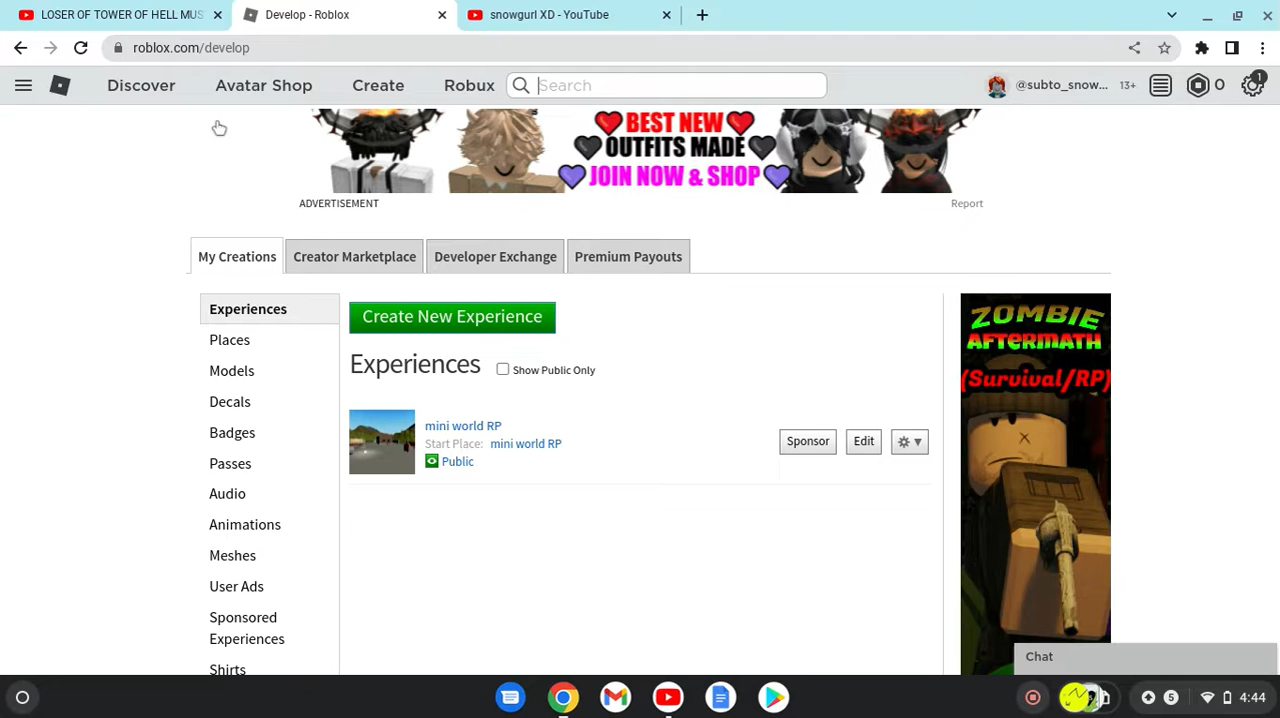 LOSER OF TOWER OF HELL MUS
Develop - Roblox
snowgurl XD - YouTube
roblox.com/develop
Discover
Avatar Shop
Create
Robux
Search
@subto_snow...
13+
0
1
BEST NEW
OUTFITS MADE
JOIN NOW & SHOP
ADVERTISEMENT
Report
My Creations
Creator Marketplace
Developer Exchange
Premium Payouts
Experiences
Places
Models
Decals
Badges
Passes
Audio
Animations
Meshes
User Ads
Sponsored
Experiences
Shirts
Create New Experience
Experiences
Show Public Only
mini world RP
Start Place: mini world RP
Public
Sponsor
Edit
ZOMBIE
AFTERMATH
(Survival/RP)
Chat
5
4:44